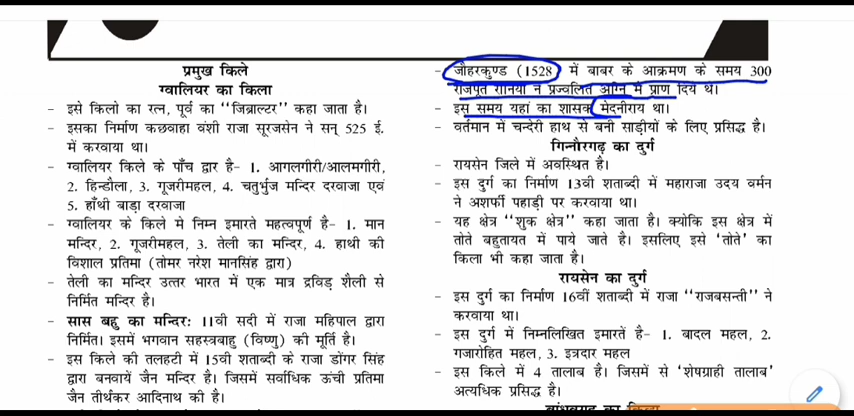 प्रमुख किले
ग्वालियर का किला
- इसे किलो का रत्न, पूर्व का "जिब्राल्टर" कहा जाता है।
- इसका निर्माण कछवाहा वंशी राजा सूरजसेन ने सन् 525 ई.
में करवाया था।
- ग्वालियर किले के पाँच द्वार है- 1. आगलगीरी/आलमगीरी,
2. हिन्डौला, 3. गूजरीमहल, 4. चतुर्भुज मन्दिर दरवाजा एवं
5. हाँथी बाड़ा दरवाजा
- ग्वालियर के किले मे निम्न इमारते महत्वपूर्ण है- 1. मान
मन्दिर, 2. गूजरीमहल, 3. तेली का मन्दिर, 4. हाथी की
विशाल प्रतिमा (तोमर नरेश मानसिंह द्वारा)
- तेली का मन्दिर उत्तर भारत में एक मात्र द्रविड़ शैली से
निर्मित मन्दिर है।
- सास बहु का मन्दिर: 11वी सदी में राजा महिपाल द्वारा
निर्मित। इसमें भगवान सहस्त्रबाहु (विष्णु) की मूर्ति है।
- इस किले की तलहटी में 15वी शताब्दी के राजा डोंगर सिंह
द्वारा बनवायें जैन मन्दिर है। जिसमें सर्वाधिक ऊंची प्रतिमा
जैन तीर्थकर आदिनाथ की है।
- जौहरकुण्ड (1528) में बाबर के आक्रमण के समय 300
राजपूत रानियों ने प्रज्वलित अग्नि में प्राण दिये थे।
- इस समय यहां का शासक मेदनीराय था।
- वर्तमान में चन्देरी हाथ से बनी साड़ीयों के लिए प्रसिद्ध है।
गिन्नौरगढ़ का दुर्ग
- रायसेन जिले में अवस्थित है।
- इस दुर्ग का निर्माण 13वी शताब्दी में महाराजा उदय वर्मन
ने अशर्फी पहाड़ी पर करवाया था।
- यह क्षेत्र "शुक क्षेत्र" कहा जाता है। क्योकि इस क्षेत्र में
तोते बहुतायत में पाये जाते है। इसलिए इसे 'तोते' का
किला भी कहा जाता है।
रायसेन का दुर्ग
- इस दुर्ग का निर्माण 16वीं शताब्दी में राजा "राजबसन्ती" ने
करवाया था।
- इस दुर्ग में निम्नलिखित इमारतें है- 1. बादल महल, 2.
गजारोहित महल, 3. इत्रदार महल
- इस किले में 4 तालाब है। जिसमें से 'शेषग्राही तालाब'
अत्यधिक प्रसिद्ध है।